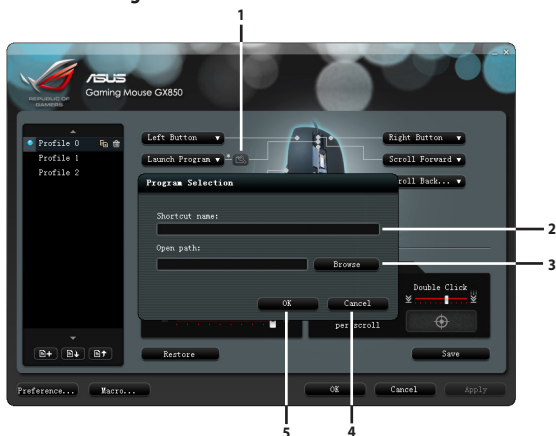 1
ASUS
Gaming Mouse GX850
REPUBLIC OF
GAMERS
Profile 0
Profile 1
Profile 2
Left Button
Launch Program
Right Button
Scroll Forward
roll Back...
Program Selection
Shortcut name:
2
Open path:
Browse
3
OK
Cancel
Double Click
per scroll
Restore
Save
Preference...
Macro...
OK
Cancel
Apply
5
4